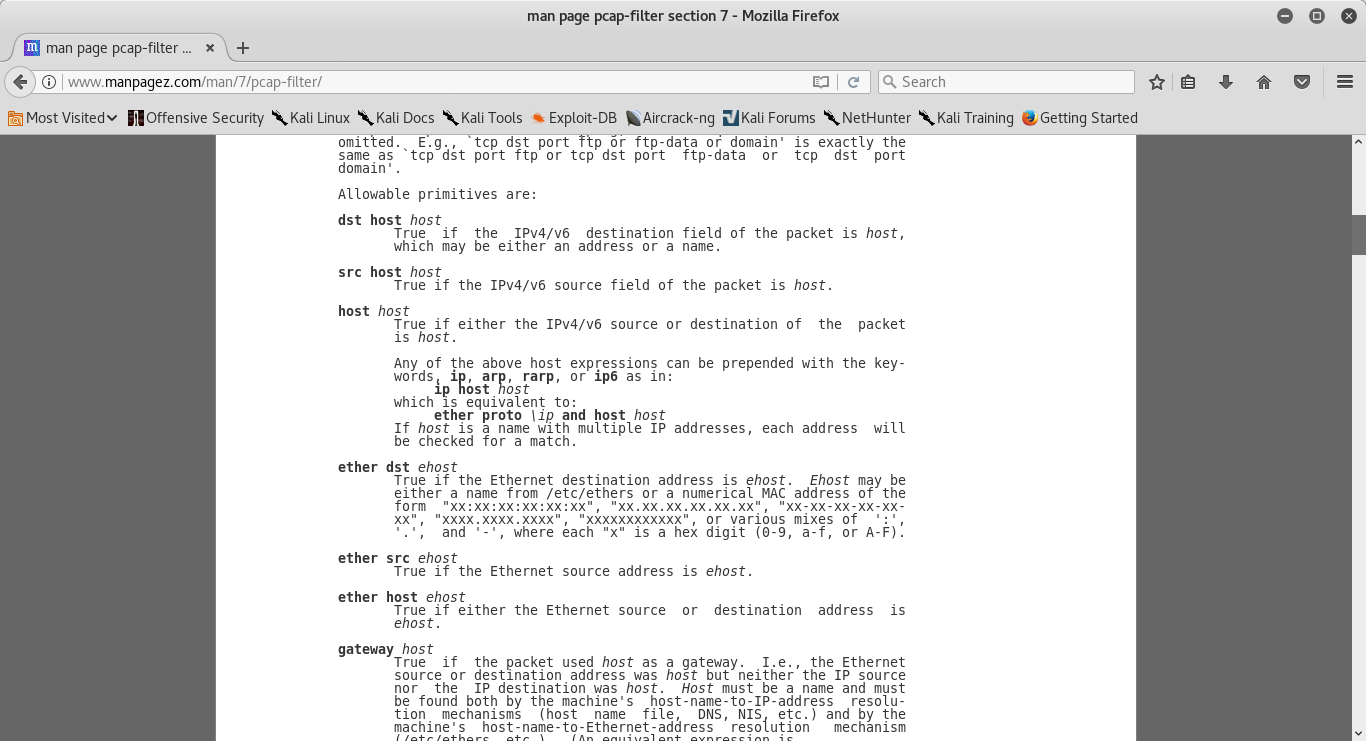 man page pcap-filter section 7 - Mozilla Firefox
man page pcap-filter ...
www.manpagez.com/man/7/pcap-filter/
Search
Most Visited Offensive Security Kali Linux Kali Docs Kali Tools Exploit-DB Aircrack-ng Kali Forums NetHunter Kali Training Getting Started
omitted.  E.g., `tcp dst port ftp or ftp-data or domain' is exactly the
same as `tcp dst port ftp or tcp dst port  ftp-data  or  tcp  dst  port
domain'.
Allowable primitives are:
dst host host
True  if  the  IPv4/v6  destination field of the packet is host,
which may be either an address or a name.
src host host
True if the IPv4/v6 source field of the packet is host.
host host
True if either the IPv4/v6 source or destination of  the  packet
is host.
Any of the above host expressions can be prepended with the key-
words, ip, arp, rarp, or ip6 as in:
ip host host
which is equivalent to:
ether proto \ip and host host
If host is a name with multiple IP addresses, each address  will
be checked for a match.
ether dst ehost
True if the Ethernet destination address is ehost.  Ehost may be
either a name from /etc/ethers or a numerical MAC address of the
form  "xx:xx:xx:xx:xx:xx", "xx.xx.xx.xx.xx.xx", "xx-xx-xx-xx-xx-
xx", "xxxx.xxxx.xxxx", "xxxxxxxxxxxx", or various mixes of  ':',
'.',  and '-', where each "x" is a hex digit (0-9, a-f, or A-F).
ether src ehost
True if the Ethernet source address is ehost.
ether host ehost
True if either the Ethernet source  or  destination  address  is
ehost.
gateway host
True  if  the packet used host as a gateway.  I.e., the Ethernet
source or destination address was host but neither the IP source
nor  the  IP destination was host.  Host must be a name and must
be found both by the machine's  host-name-to-IP-address  resolu-
tion  mechanisms  (host  name  file,  DNS, NIS, etc.) and by the
machine's  host-name-to-Ethernet-address  resolution   mechanism
(/etc/ethers, etc.).  (An equivalent expression is